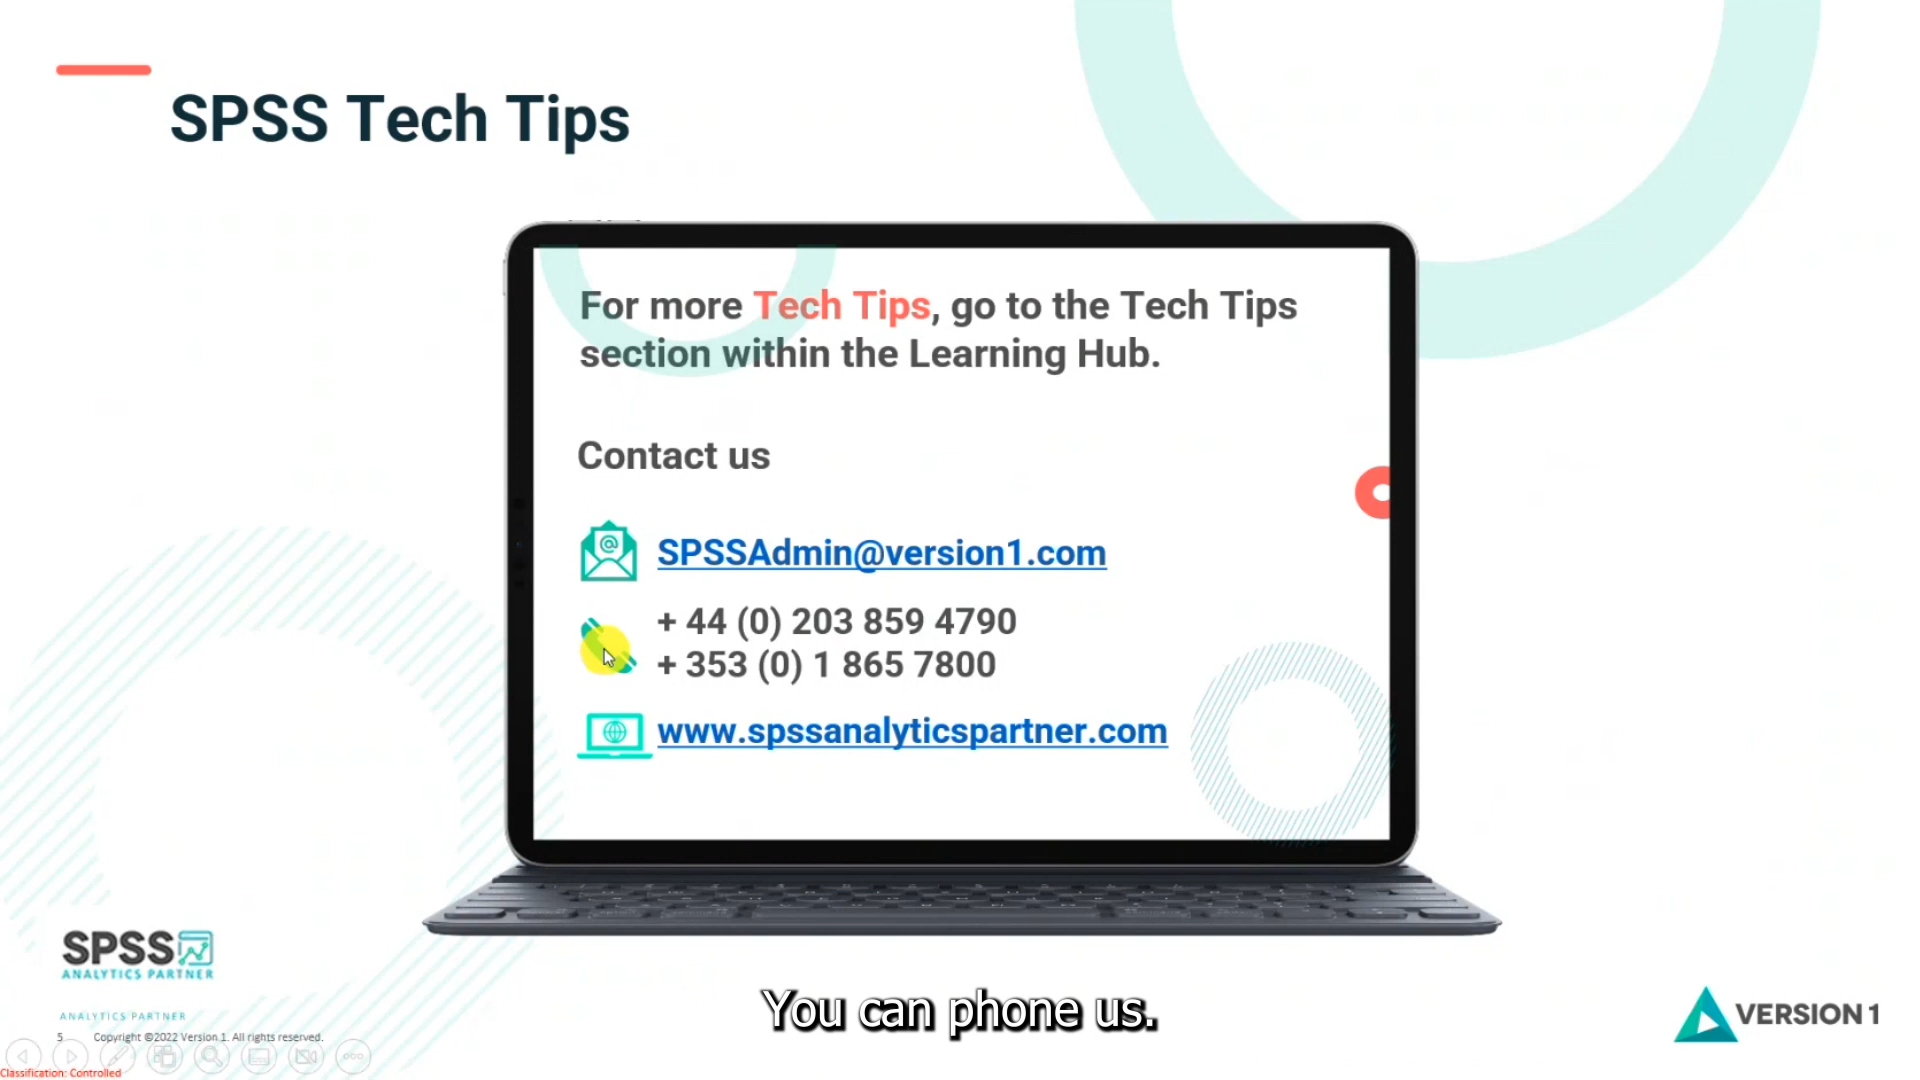 SPSS Tech Tips
For more Tech Tips, go to the Tech Tips
section within the Learning Hub.
Contact us
SPSSAdmin@version1.com
+ 44 (0) 203 859 4790
+ 353 (0) 1 865 7800
www.spssanalyticspartner.com
SPSS
ANALYTICS PARTNER
ANALYTICS PARTNER
5 Copyright ©2022 Version 1. All rights reserved.
Classification: Controlled
You can phone us.
VERSION 1